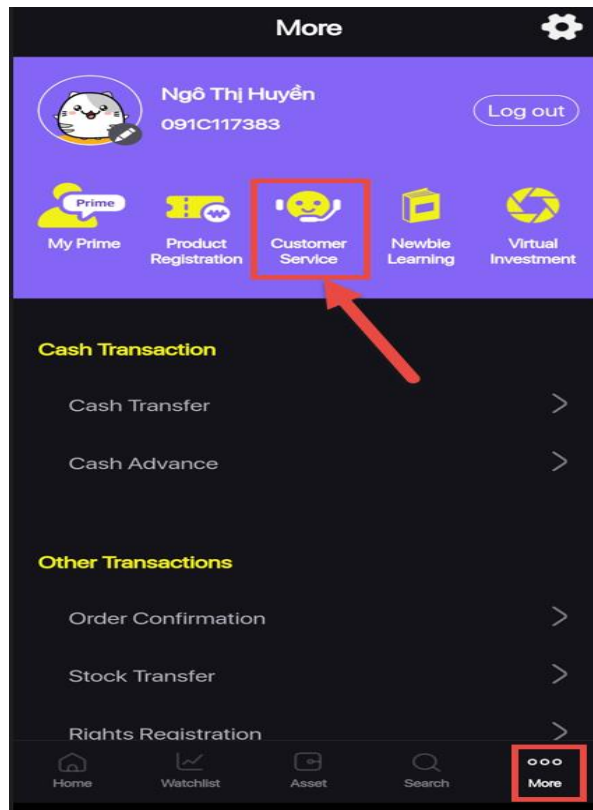 More
Ngô Thị Huyền
091C117383
Log out
Prime
My Prime
Product
Registration
Customer
Service
Newbie
Learning
Virtual
Investment
Cash Transaction
Cash Transfer
Cash Advance
Other Transactions
Order Confirmation
Stock Transfer
Rights Registration
Home
Watchlist
Asset
Search
More